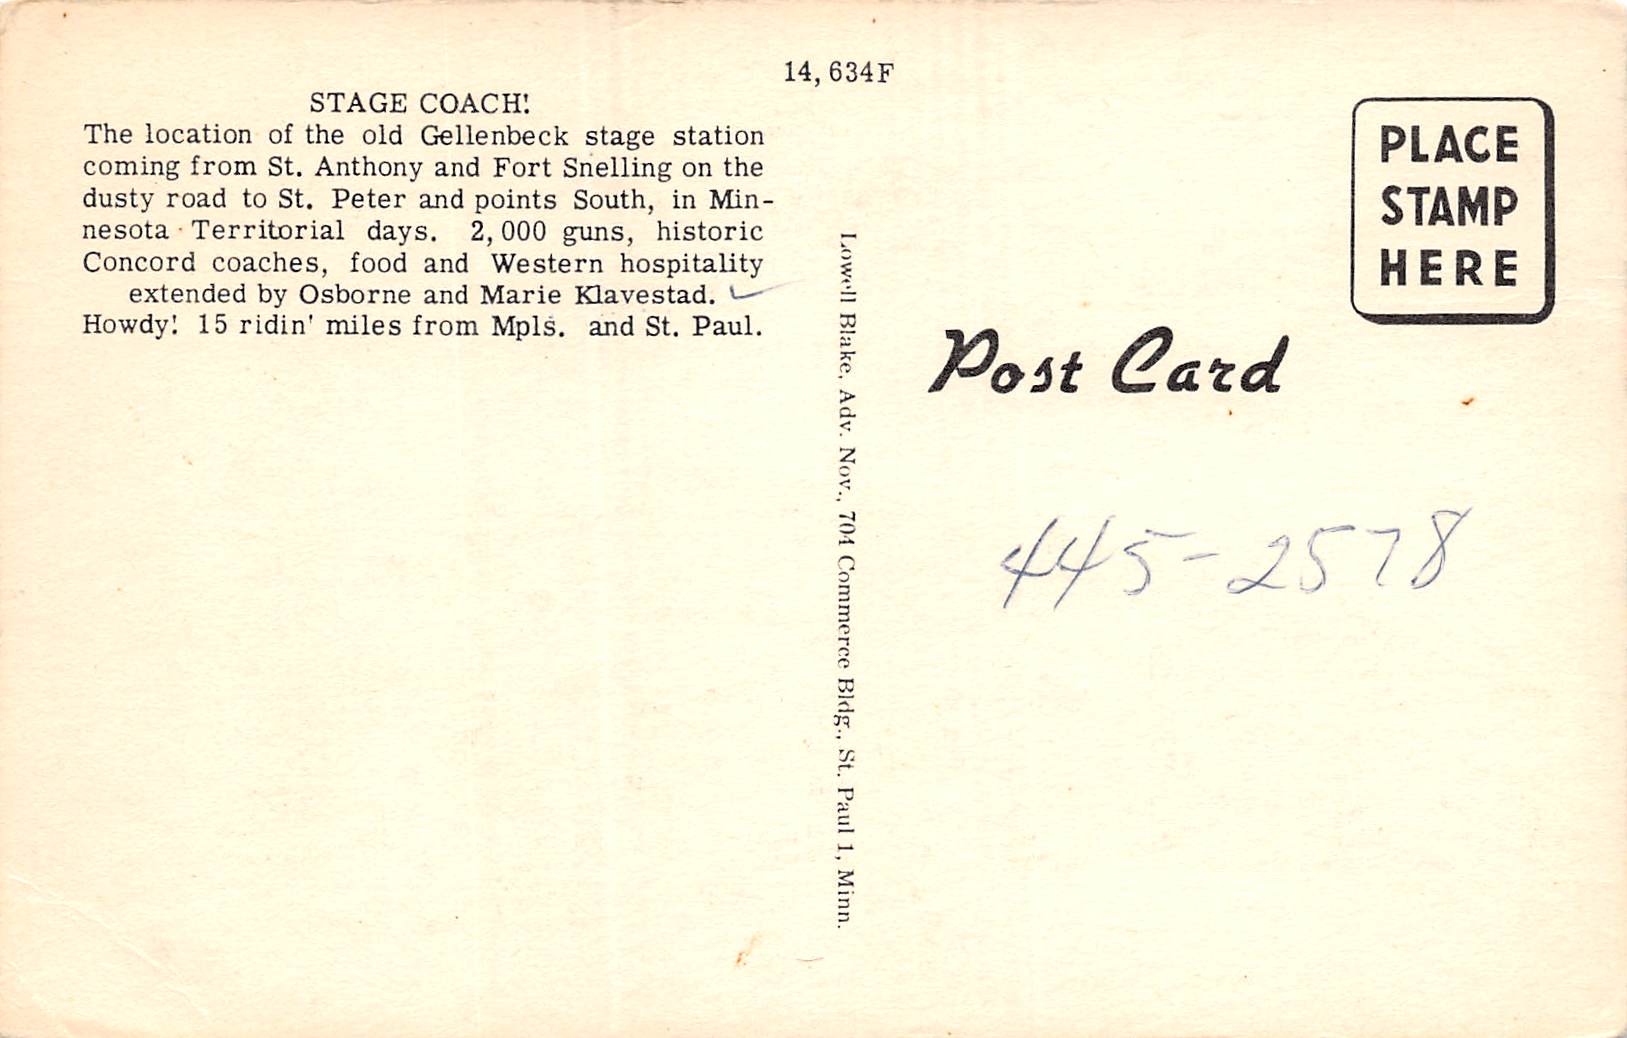 14,634F
STAGE COACH!
The location of the old Gellenbeck stage station
coming from St. Anthony and Fort Snelling on the
dusty road to St. Peter and points South, in Min-
nesota Territorial days. 2,000 guns, historic
Concord coaches, food and Western hospitality
extended by Osborne and Marie Klavestad.
Howdy! 15 ridin' miles from Mpls. and St. Paul.
Lowell Blake, Adv. Nov., 704 Commerce Bldg., St. Paul 1, Minn.
PLACE
STAMP
HERE
Post Card
445-2578